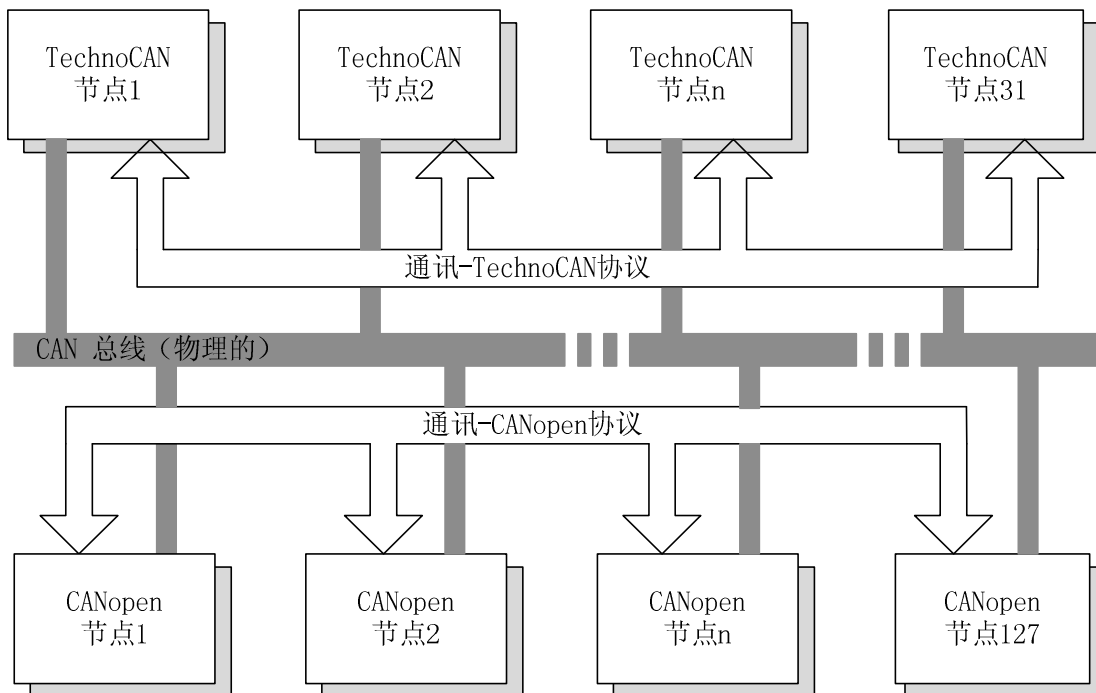 TechnoCAN
节点1
TechnoCAN
节点2
TechnoCAN
节点n
TechnoCAN
节点31
通讯-TechnoCAN协议
CAN 总线（物理的）
通讯-CANopen协议
CANopen
节点1
CANopen
节点2
CANopen
节点n
CANopen
节点127